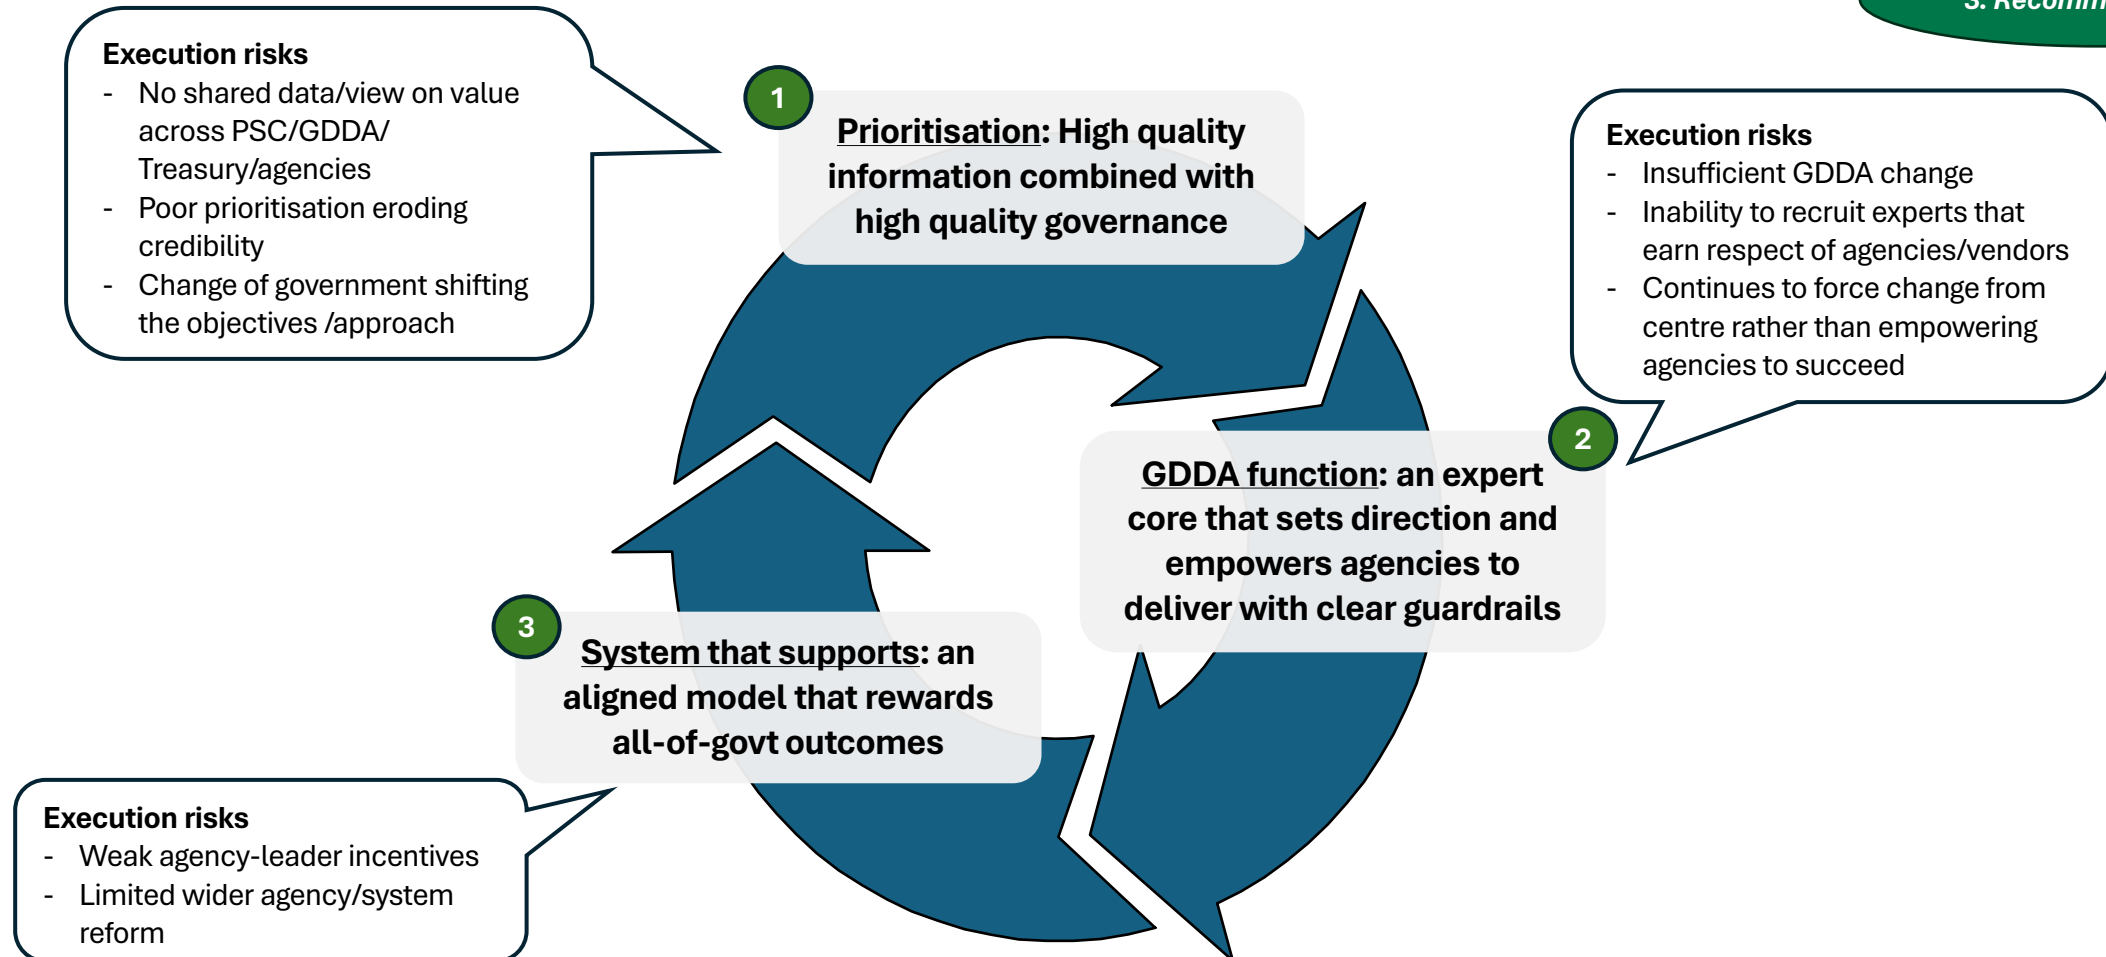 3. Recomm
Execution risks
- No shared data/view on value
across PSC/GDDA/
Treasury/agencies
- Poor prioritisation eroding
credibility
- Change of government shifting
the objectives /approach
1
Prioritisation: High quality
information combined with
high quality governance
Execution risks
- Insufficient GDDA change
- Inability to recruit experts that
earn respect of agencies/vendors
- Continues to force change from
centre rather than empowering
agencies to succeed
2
GDDA function: an expert
core that sets direction and
empowers agencies to
deliver with clear guardrails
3
System that supports: an
aligned model that rewards
all-of-govt outcomes
Execution risks
- Weak agency-leader incentives
- Limited wider agency/system
reform